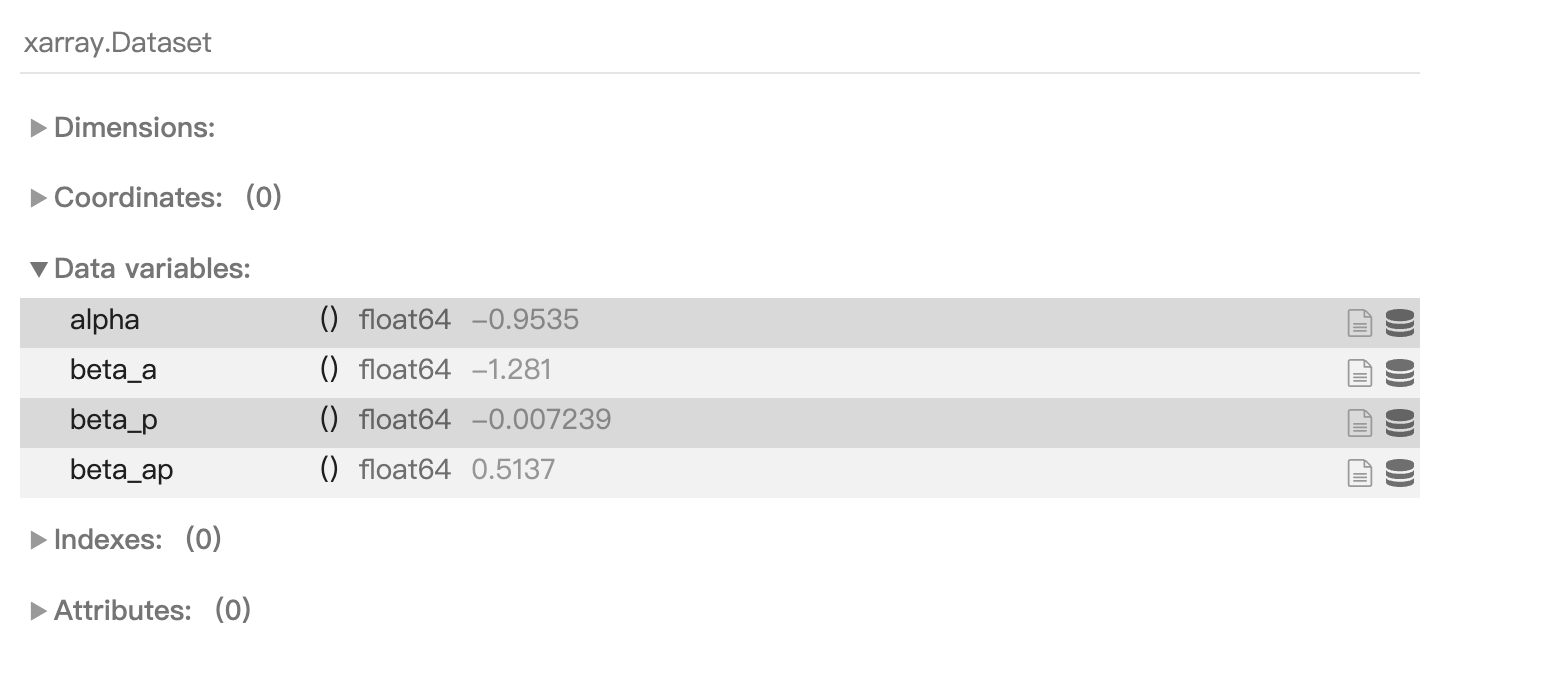 xarray.Dataset
Dimensions:
Coordinates: (0)
Data variables:
alpha () float64 −0.9535
beta_a () float64 −1.281
beta_p () float64 −0.007239
beta_ap () float64 0.5137
Indexes: (0)
Attributes: (0)